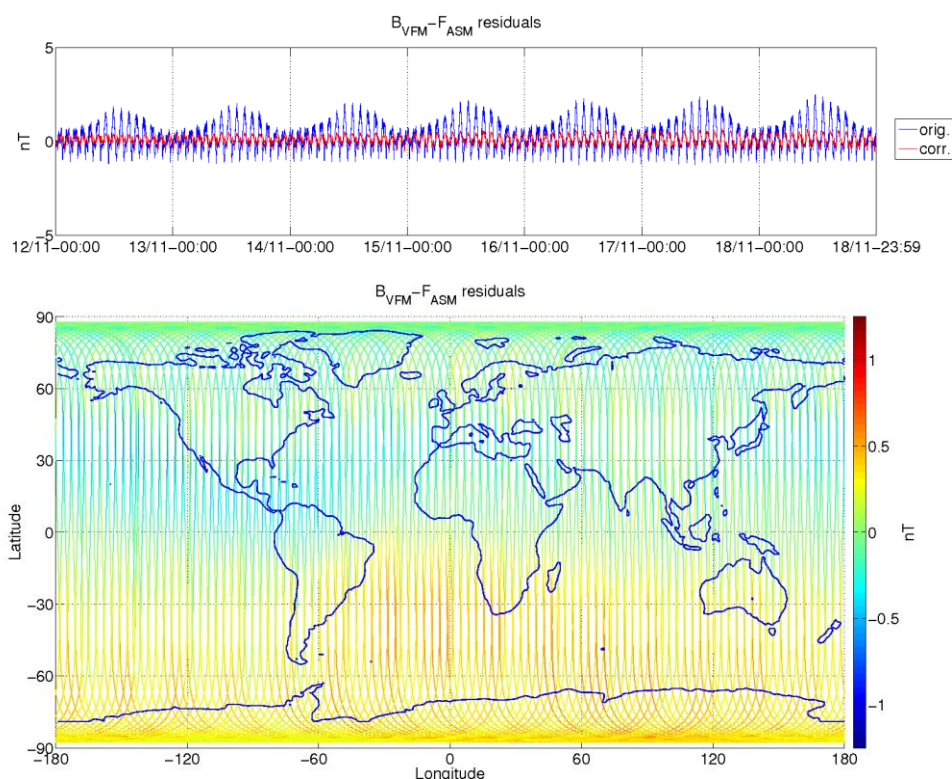 B_VFM−F_ASM residuals
5
0
−5
nT
12/11−00:00 13/11−00:00 14/11−00:00 15/11−00:00 16/11−00:00 17/11−00:00 18/11−00:00 18/11−23:59
orig.
corr.
B_VFM−F_ASM residuals
90
60
30
0
−30
−60
−90
Latitude
−180 −120 −60 0 60 120 180
Longitude
1
0.5
0
−0.5
−1
nT